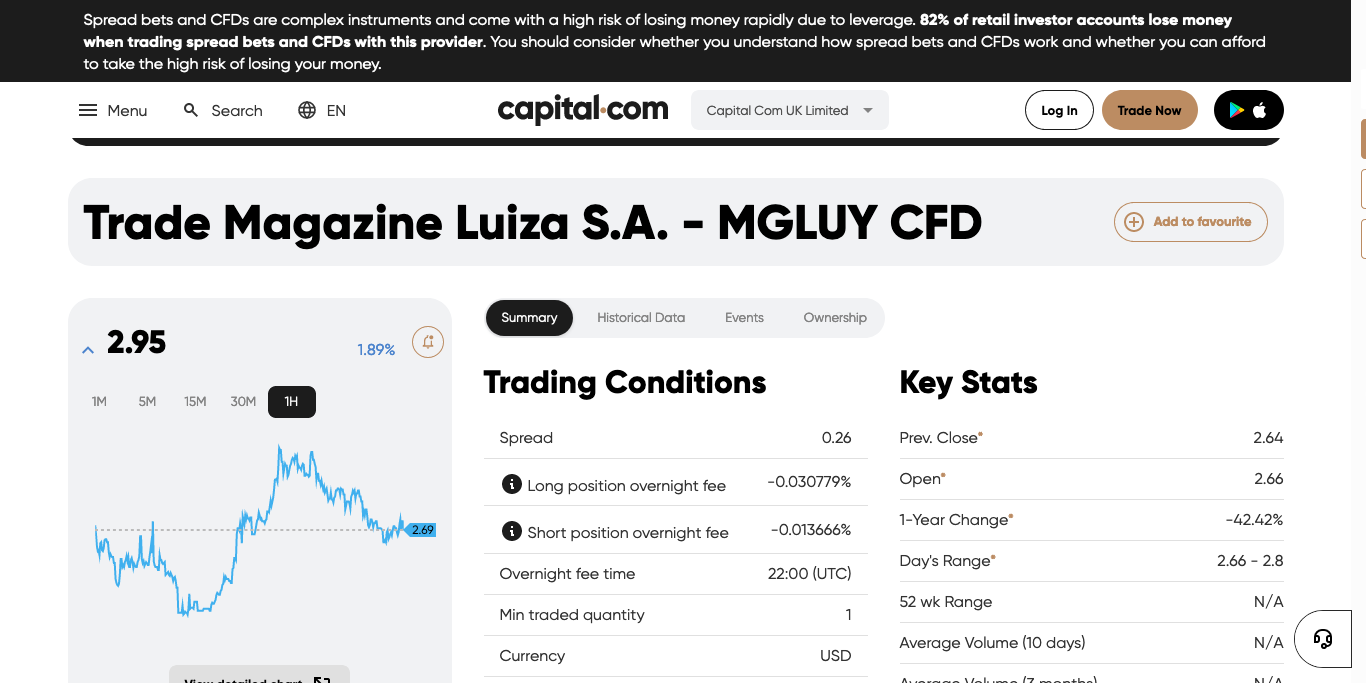 Spread bets and CFDs are complex instruments and come with a high risk of losing money rapidly due to leverage. 82% of retail investor accounts lose money
when trading spread bets and CFDs with this provider. You should consider whether you understand how spread bets and CFDs work and whether you can afford
to take the high risk of losing your money.
Menu Search EN capital.com Capital Com UK Limited Log In Trade Now
Trade Magazine Luiza S.A. - MGLUY CFD Add to favourite
2.95 1.89%
1M 5M 15M 30M 1H
2.69
View detailed chart
Summary Historical Data Events Ownership
Trading Conditions
Spread 0.26
Long position overnight fee -0.030779%
Short position overnight fee -0.013666%
Overnight fee time 22:00 (UTC)
Min traded quantity 1
Currency USD
Key Stats
Prev. Close* 2.64
Open* 2.66
1-Year Change* -42.42%
Day's Range* 2.66 - 2.8
52 wk Range N/A
Average Volume (10 days) N/A
Average Volume (3 months) N/A